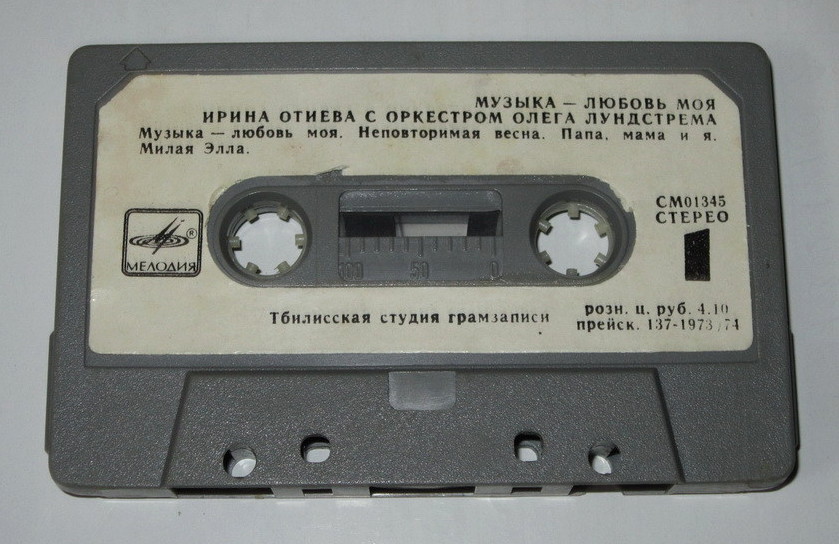 МУЗЫКА — ЛЮБОВЬ МОЯ
ИРИНА ОТИЕВА С ОРКЕСТРОМ ОЛЕГА ЛУНДСТРЕМА
Музыка — любовь моя. Неповторимая весна. Папа, мама и я.
Милая Элла.
СМ01345
СТЕРЕО
® МЕЛОДИЯ
1
100 50 0
Тбилисская студия грамзаписи
розн. ц. руб. 4.10
прейск. 137-1973/74